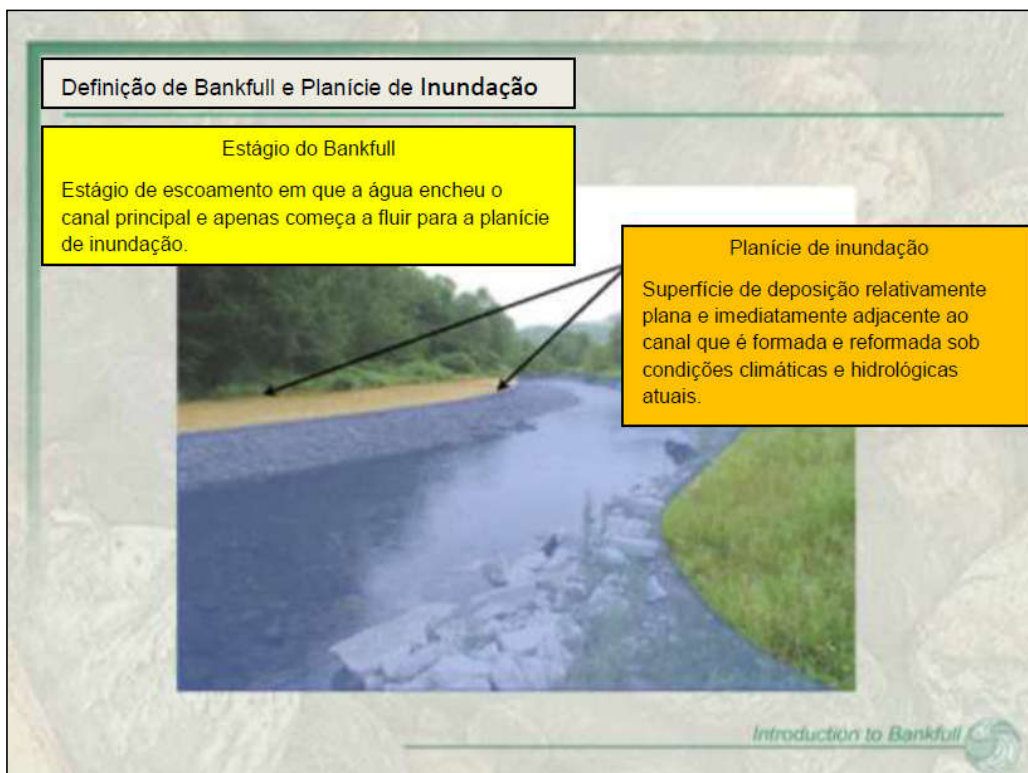 Definição de Bankfull e Planície de Inundação
Estágio do Bankfull
Estágio de escoamento em que a água encheu o
canal principal e apenas começa a fluir para a planície
de inundação.
Planície de inundação
Superfície de deposição relativamente
plana e imediatamente adjacente ao
canal que é formada e reformada sob
condições climáticas e hidrológicas
atuais.
Introduction to Bankfull